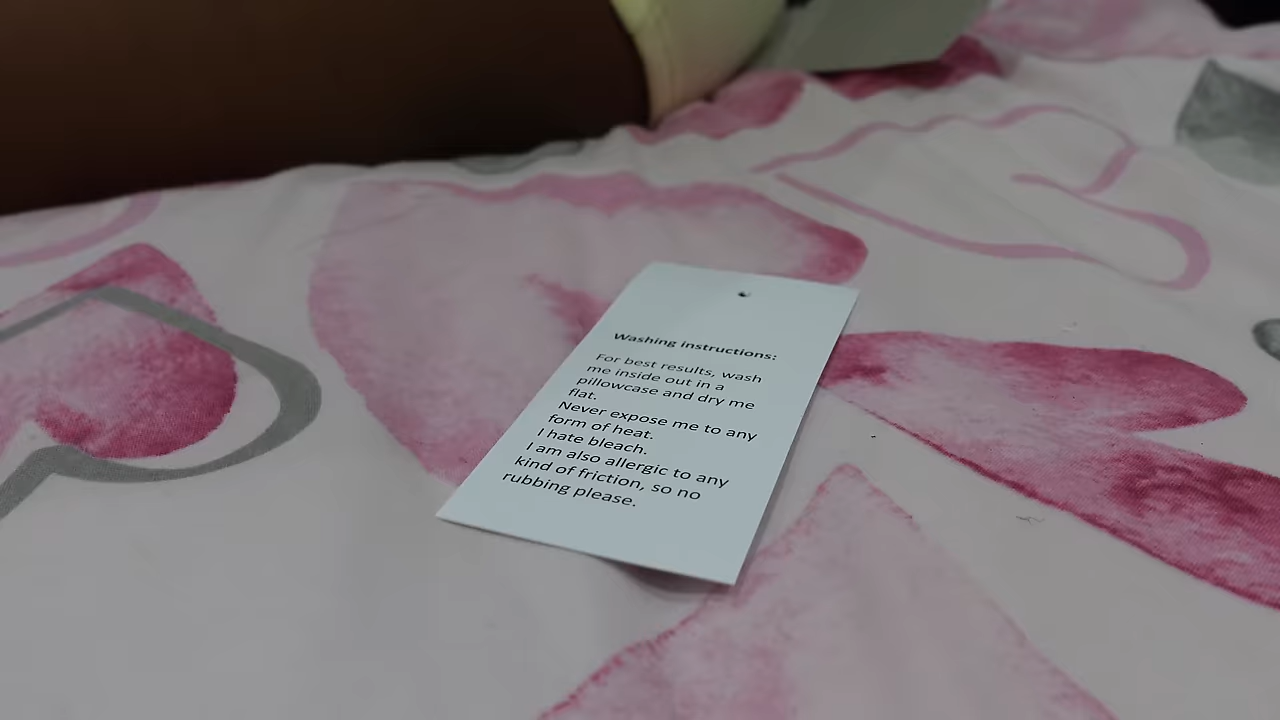 Washing instructions:
For best results, wash
me inside out in a
pillowcase and dry me
flat.
Never expose me to any
form of heat.
I hate bleach.
I am also allergic to any
kind of friction, so no
rubbing please.